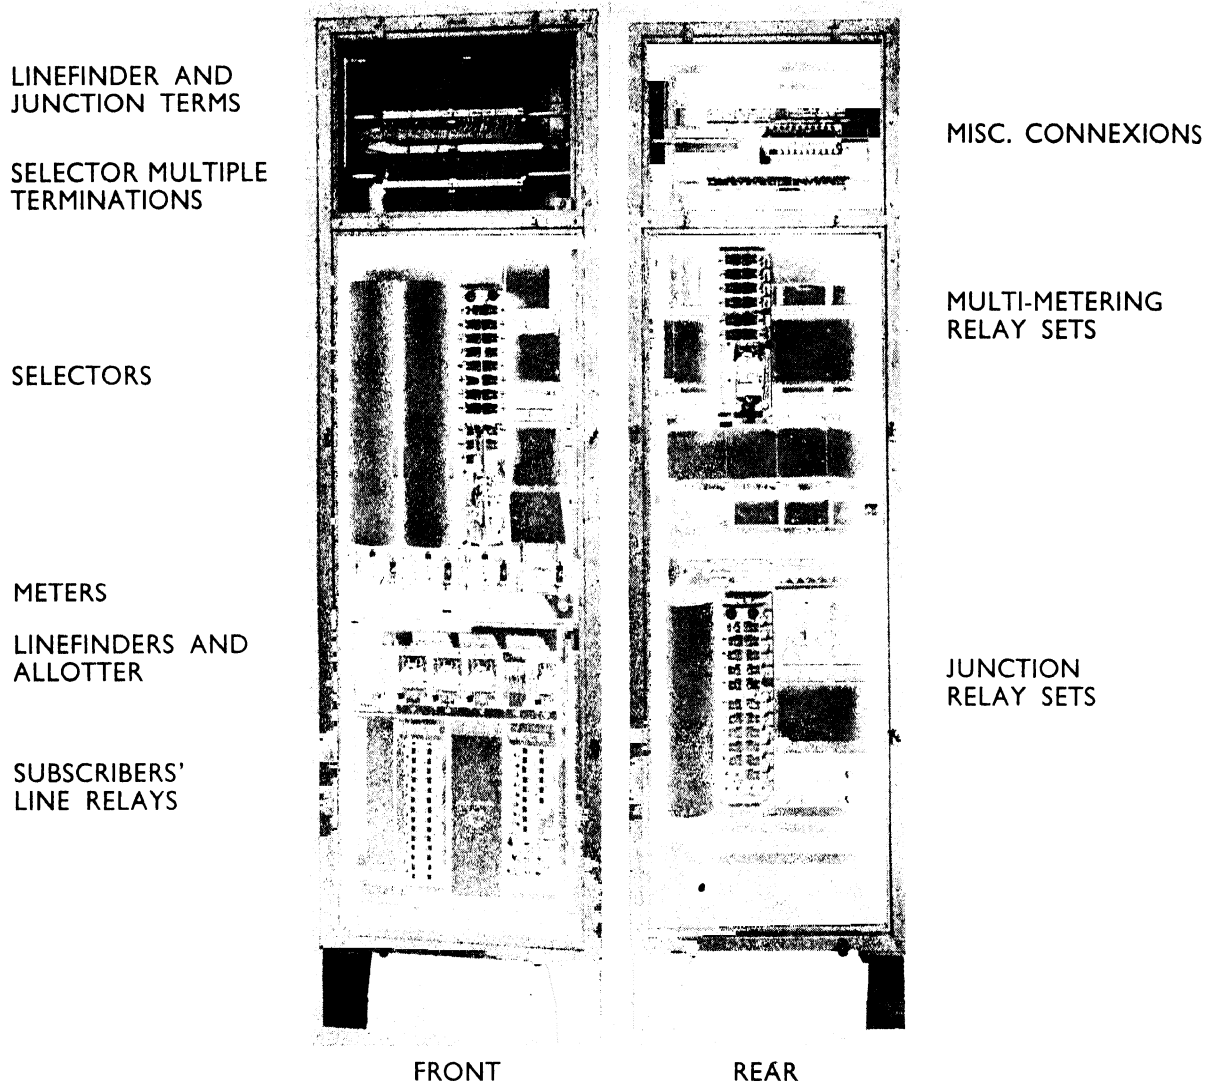 LINEFINDER AND
JUNCTION TERMS
SELECTOR MULTIPLE
TERMINATIONS
SELECTORS
METERS
LINEFINDERS AND
ALLOTTER
SUBSCRIBERS'
LINE RELAYS
MISC. CONNEXIONS
MULTI-METERING
RELAY SETS
JUNCTION
RELAY SETS
FRONT
REAR